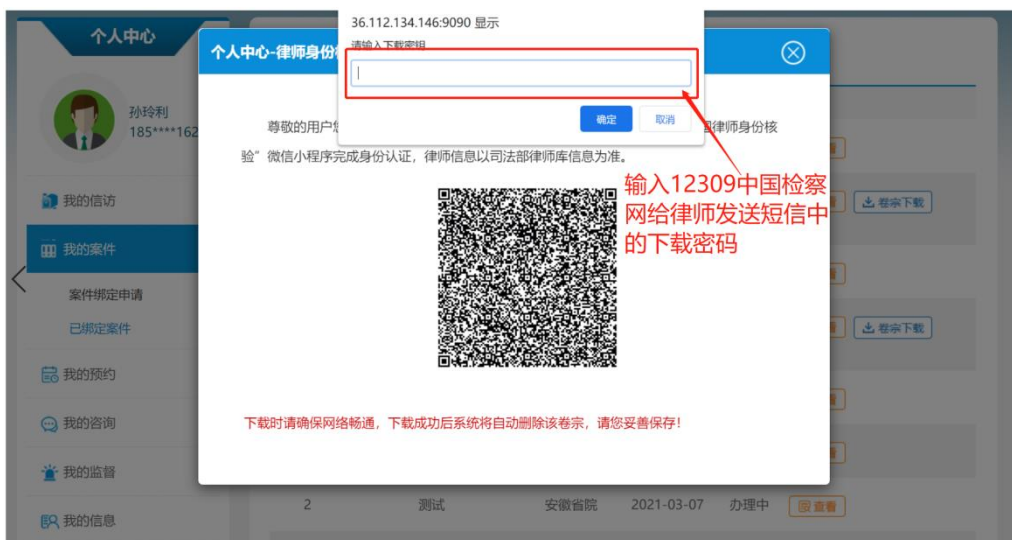 36.112.134.146:9090 显示
请输入下载密钥
确定
取消
个人中心
孙玲利
185****162
我的信访
我的案件
案件绑定申请
已绑定案件
我的预约
我的咨询
我的监督
我的信息
个人中心-律师身份
尊敬的用户
律师身份核
验”微信小程序完成身份认证，律师信息以司法部律师库信息为准。
输入12309中国检察
网给律师发送短信中
的下载密码
下载时请确保网络畅通，下载成功后系统将自动删除该卷宗，请您妥善保存！
卷宗下载
卷宗下载
2 测试 安徽省院 2021-03-07 办理中 查看